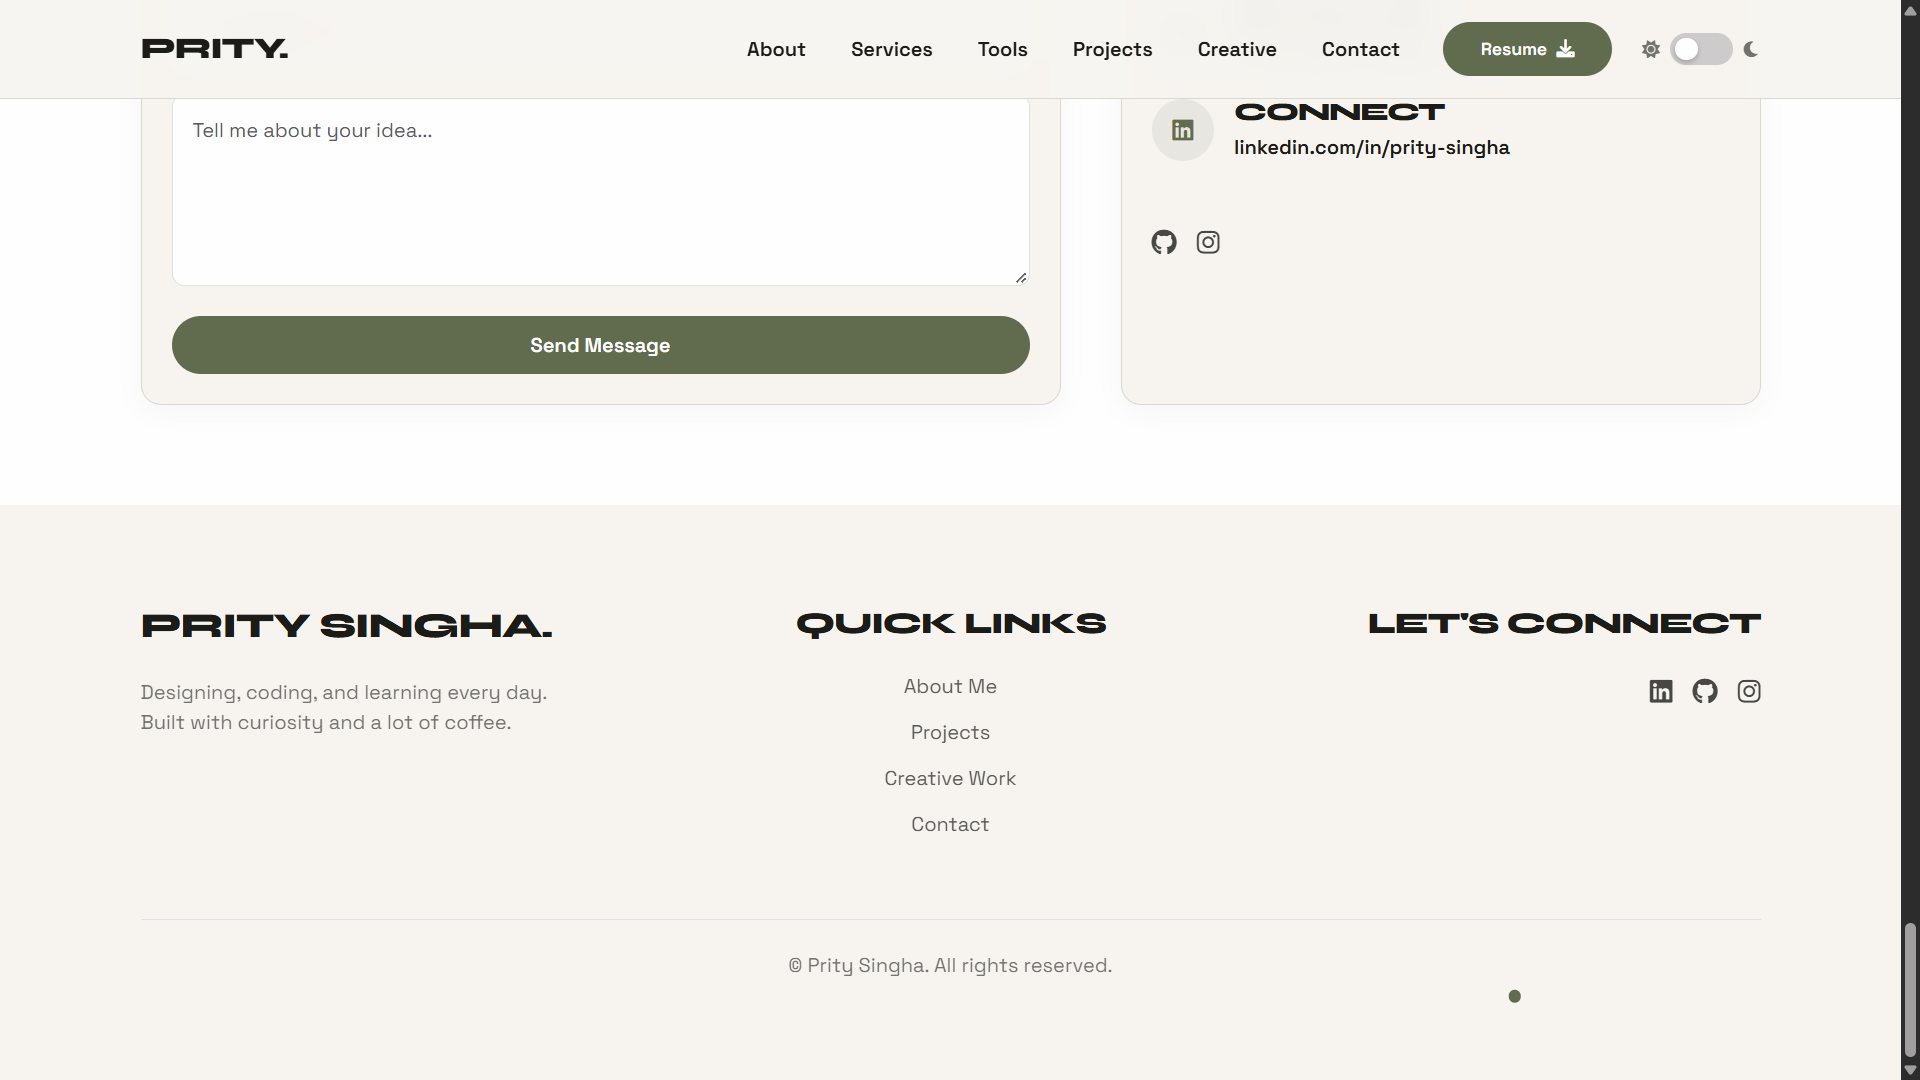 PRITY.
About
Services
Tools
Projects
Creative
Contact
Resume
Tell me about your idea...
Send Message
CONNECT
linkedin.com/in/prity-singha
PRITY SINGHA.
Designing, coding, and learning every day.
Built with curiosity and a lot of coffee.
QUICK LINKS
About Me
Projects
Creative Work
Contact
LET'S CONNECT
© Prity Singha. All rights reserved.